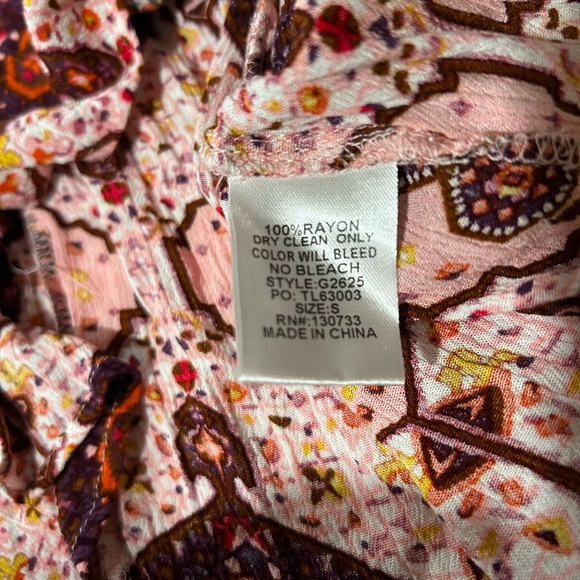 100%RAYON
DRY CLEAN ONLY
COLOR WILL BLEED
NO BLEACH
STYLE:G2625
PO: TL63003
SIZE:S
RN#:130733
MADE IN CHINA